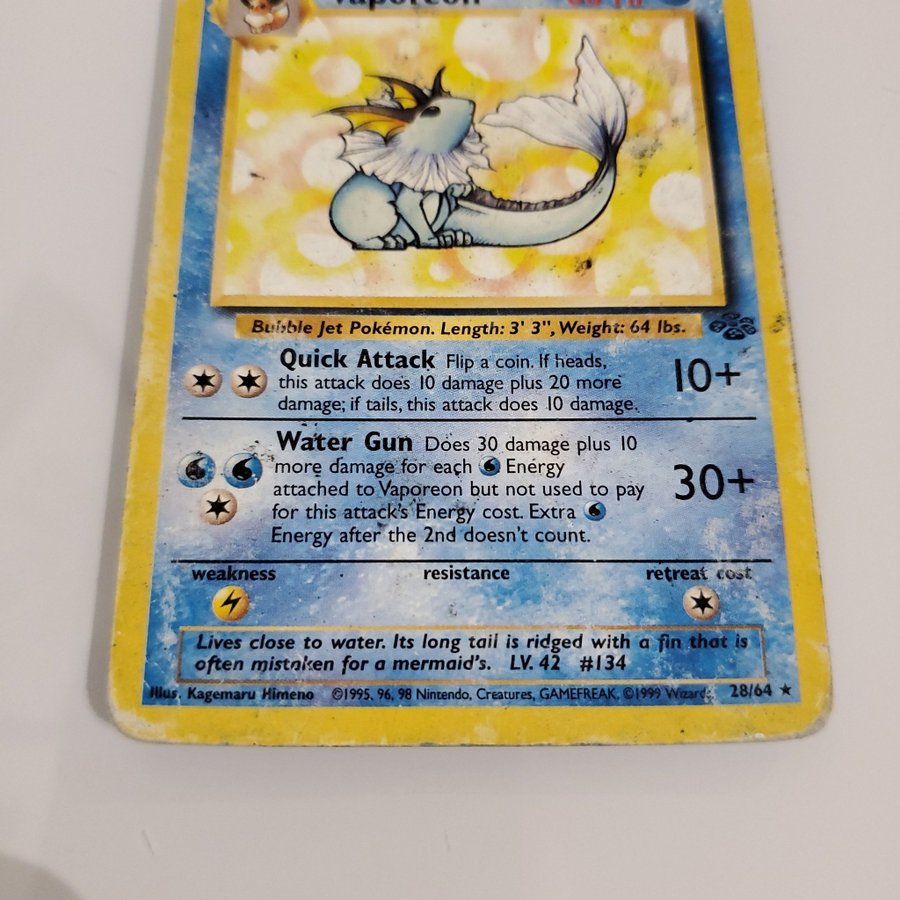 Vaporeon
Bubble Jet Pokémon. Length: 3' 3", Weight: 64 lbs.
Quick Attack Flip a coin. If heads,
this attack does 10 damage plus 20 more
damage; if tails, this attack does 10 damage.
10+
Water Gun Does 30 damage plus 10
more damage for each Energy
attached to Vaporeon but not used to pay
for this attack's Energy cost. Extra
Energy after the 2nd doesn't count.
30+
weakness resistance retreat cost
Lives close to water. Its long tail is ridged with a fin that is
often mistaken for a mermaid's. LV. 42 #134
Illus. Kagemaru Himeno ©1995, 96, 98 Nintendo, Creatures, GAMEFREAK. ©1999 Wizards. 28/64 ★